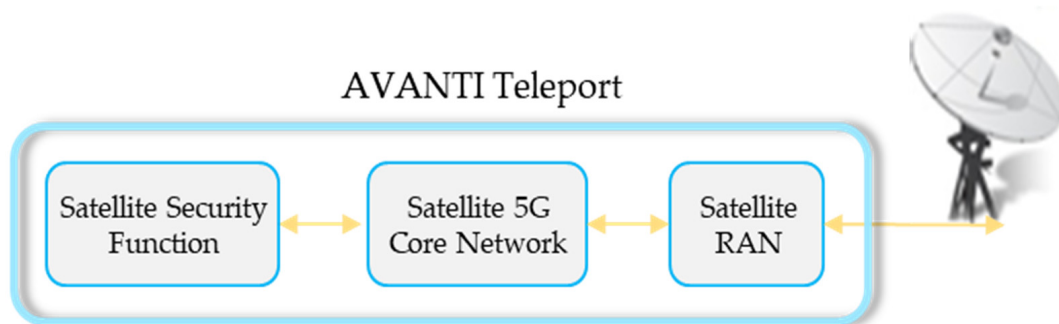 AVANTI Teleport
Satellite Security
Function
Satellite 5G
Core Network
Satellite
RAN